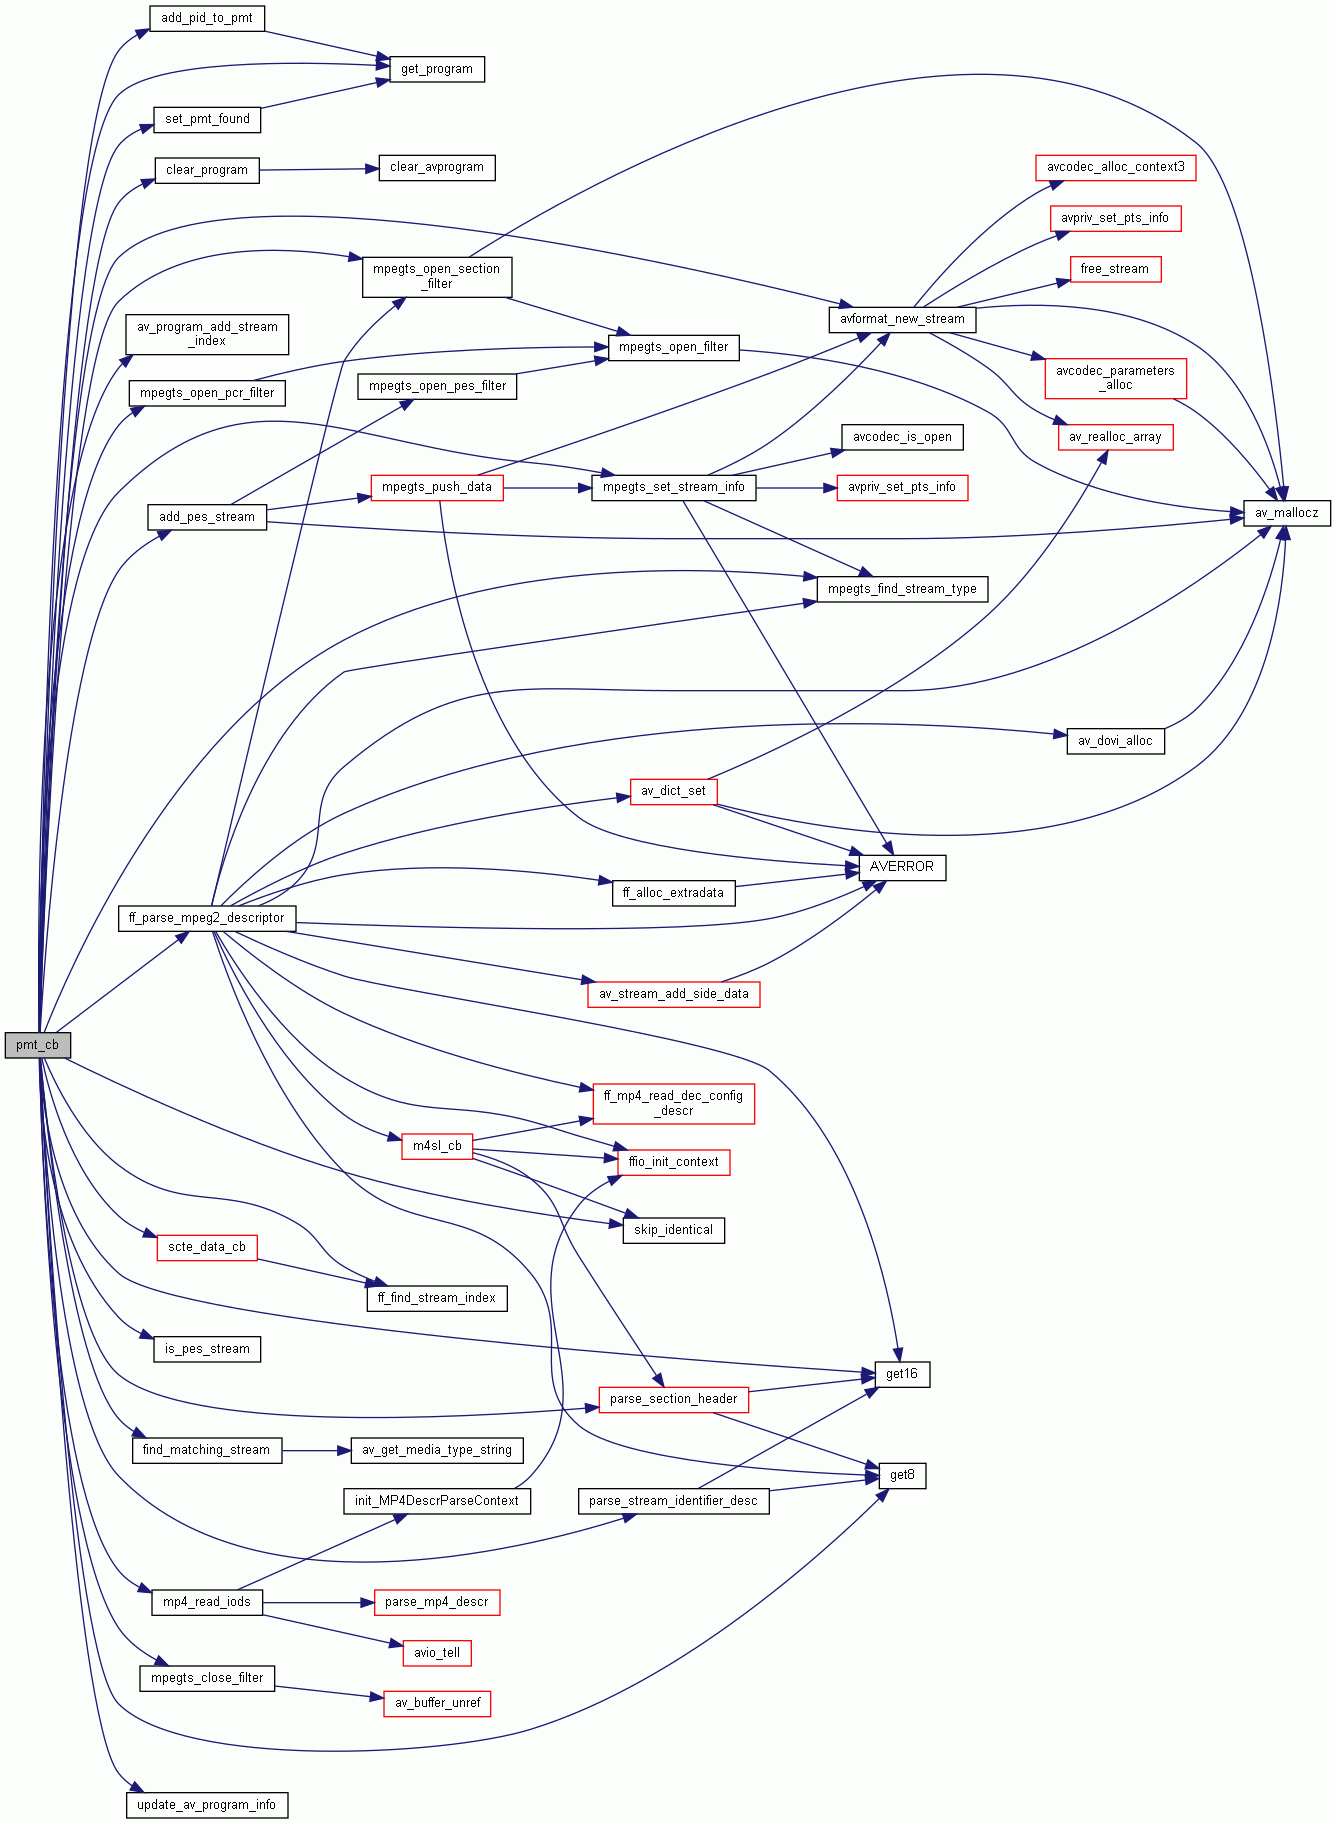 add_pid_to_pmt
get_program
set_pmt_found
clear_program
clear_avprogram
avcodec_alloc_context3
avpriv_set_pts_info
free_stream
mpegts_open_section
_filter
avformat_new_stream
av_program_add_stream
_index
mpegts_open_filter
avcodec_parameters
_alloc
mpegts_open_pcr_filter
mpegts_open_pes_filter
avcodec_is_open
av_realloc_array
mpegts_push_data
mpegts_set_stream_info
avpriv_set_pts_info
add_pes_stream
av_mallocz
mpegts_find_stream_type
av_dovi_alloc
av_dict_set
AVERROR
ff_alloc_extradata
ff_parse_mpeg2_descriptor
av_stream_add_side_data
pmt_cb
ff_mp4_read_dec_config
_descr
m4sl_cb
ffio_init_context
skip_identical
scte_data_cb
ff_find_stream_index
is_pes_stream
get16
parse_section_header
find_matching_stream
av_get_media_type_string
get8
init_MP4DescrParseContext
parse_stream_identifier_desc
mp4_read_iods
parse_mp4_descr
avio_tell
mpegts_close_filter
av_buffer_unref
update_av_program_info